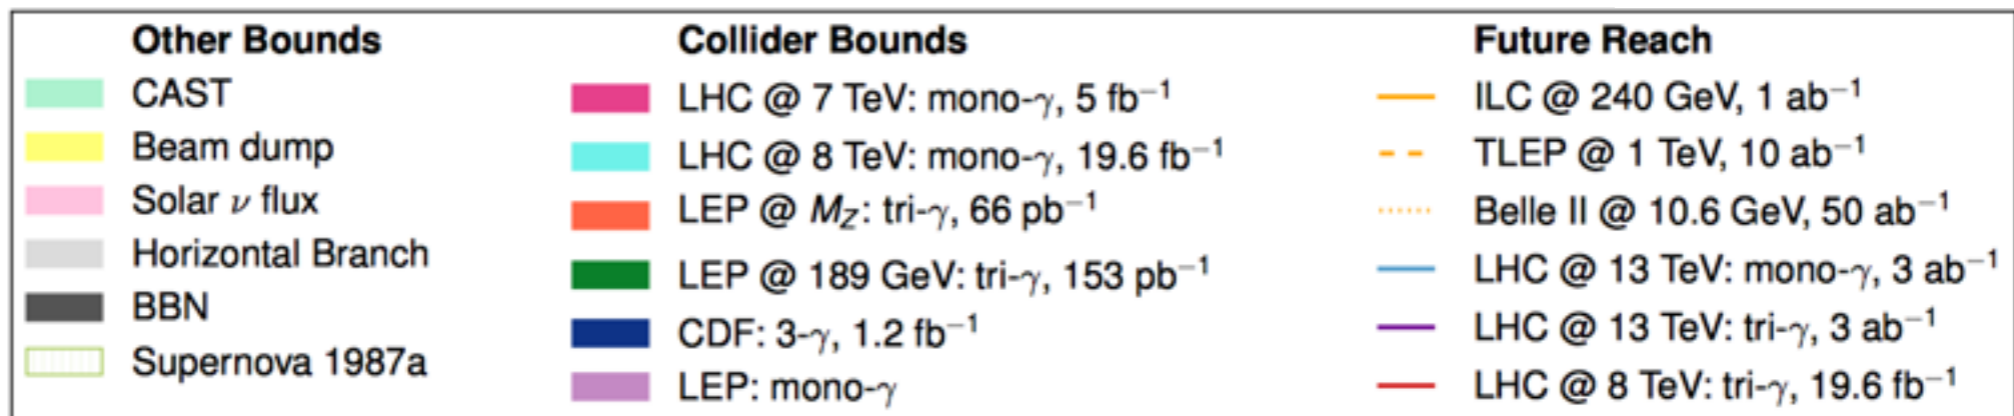 Other Bounds
CAST
Beam dump
Solar ν flux
Horizontal Branch
BBN
Supernova 1987a
Collider Bounds
LHC @ 7 TeV: mono-γ, 5 fb⁻¹
LHC @ 8 TeV: mono-γ, 19.6 fb⁻¹
LEP @ M_Z: tri-γ, 66 pb⁻¹
LEP @ 189 GeV: tri-γ, 153 pb⁻¹
CDF: 3-γ, 1.2 fb⁻¹
LEP: mono-γ
Future Reach
ILC @ 240 GeV, 1 ab⁻¹
TLEP @ 1 TeV, 10 ab⁻¹
Belle II @ 10.6 GeV, 50 ab⁻¹
LHC @ 13 TeV: mono-γ, 3 ab⁻¹
LHC @ 13 TeV: tri-γ, 3 ab⁻¹
LHC @ 8 TeV: tri-γ, 19.6 fb⁻¹